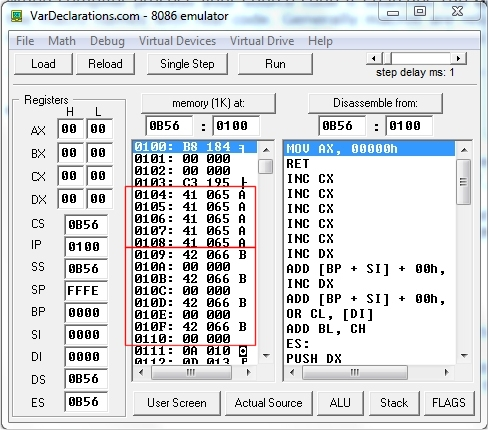 VarDeclarations.com - 8086 emulator
File Math Debug Virtual Devices Virtual Drive Help
Load Reload Single Step Run
step delay ms: 1
Registers
H L
AX 00 00
BX 00 00
CX 00 00
DX 00 00
CS 0B56
IP 0100
SS 0B56
SP FFFE
BP 0000
SI 0000
DI 0000
DS 0B56
ES 0B56
memory (1K) at:
0B56 : 0100
0100: B8 184 ╕
0101: 00 000
0102: 00 000
0103: C3 195 ├
0104: 41 065 A
0105: 41 065 A
0106: 41 065 A
0107: 41 065 A
0108: 41 065 A
0109: 42 066 B
010A: 00 000
010B: 42 066 B
010C: 00 000
010D: 42 066 B
010E: 00 000
010F: 42 066 B
0110: 00 000
0111: 0A 010 ◙
0112: 0D 013
Disassemble from:
0B56 : 0100
MOV AX, 00000h
RET
INC CX
INC CX
INC CX
INC CX
INC CX
INC DX
ADD [BP + SI] + 00h,
INC DX
ADD [BP + SI] + 00h,
OR CL, [DI]
ADD BL, CH
ES:
PUSH DX
User Screen Actual Source ALU Stack FLAGS